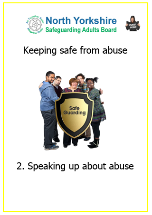 North Yorkshire
Safeguarding Adults Board
Keeping safe from abuse
Safe
Guarding
2. Speaking up about abuse